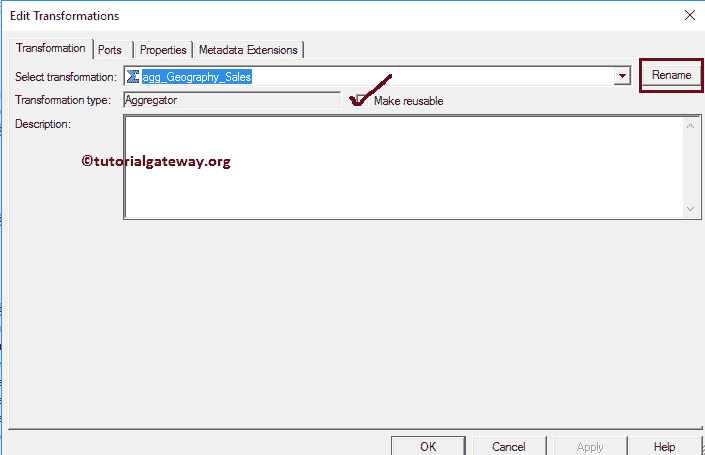 Edit Transformations
Transformation Ports Properties Metadata Extensions
Select transformation: agg_Geography_Sales Rename
Transformation type: Aggregator Make reusable
Description:
©tutorialgateway.org
OK Cancel Apply Help